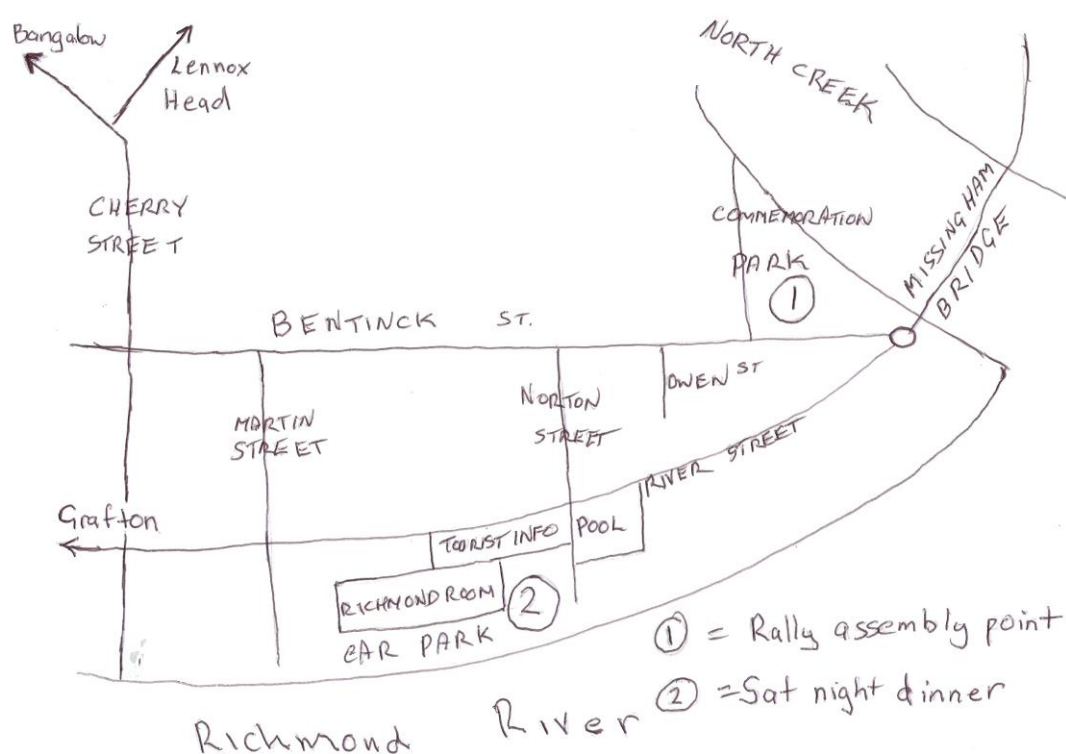 Bangalow
Lennox
Head
NORTH CREEK
CHERRY
STREET
COMMEMORATION
PARK
①
MISSINGHAM
BRIDGE
BENTINCK ST.
OWEN ST
NORTON
STREET
MARTIN
STREET
RIVER STREET
Grafton
TOURIST INFO
POOL
RICHMOND ROOM
②
CAR PARK
① = Rally assembly point
② =Sat night dinner
Richmond River